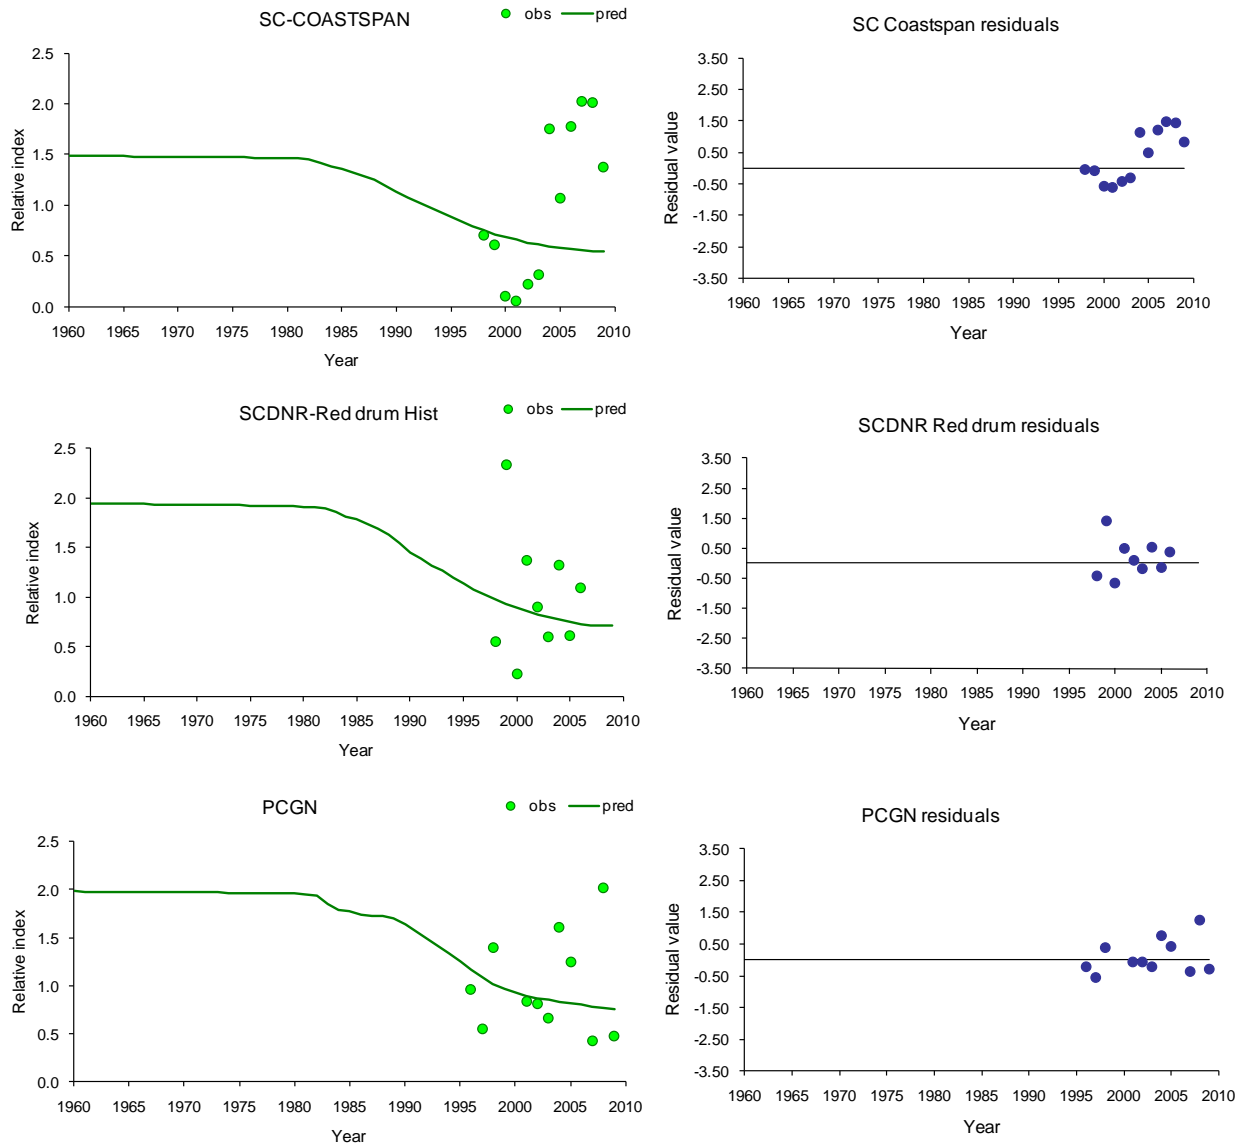 SC-COASTSPAN
obs pred
Relative index
2.5
2.0
1.5
1.0
0.5
0.0
1960 1965 1970 1975 1980 1985 1990 1995 2000 2005 2010
Year
SC Coastspan residuals
Residual value
3.50
2.50
1.50
0.50
-0.50
-1.50
-2.50
-3.50
1960 1965 1970 1975 1980 1985 1990 1995 2000 2005 2010
Year
SCDNR-Red drum Hist
obs pred
Relative index
2.5
2.0
1.5
1.0
0.5
0.0
1960 1965 1970 1975 1980 1985 1990 1995 2000 2005 2010
Year
SCDNR Red drum residuals
Residual value
3.50
2.50
1.50
0.50
-0.50
-1.50
-2.50
-3.50
1960 1965 1970 1975 1980 1985 1990 1995 2000 2005 2010
Year
PCGN
obs pred
Relative index
2.5
2.0
1.5
1.0
0.5
0.0
1960 1965 1970 1975 1980 1985 1990 1995 2000 2005 2010
Year
PCGN residuals
Residual value
3.50
2.50
1.50
0.50
-0.50
-1.50
-2.50
-3.50
1960 1965 1970 1975 1980 1985 1990 1995 2000 2005 2010
Year